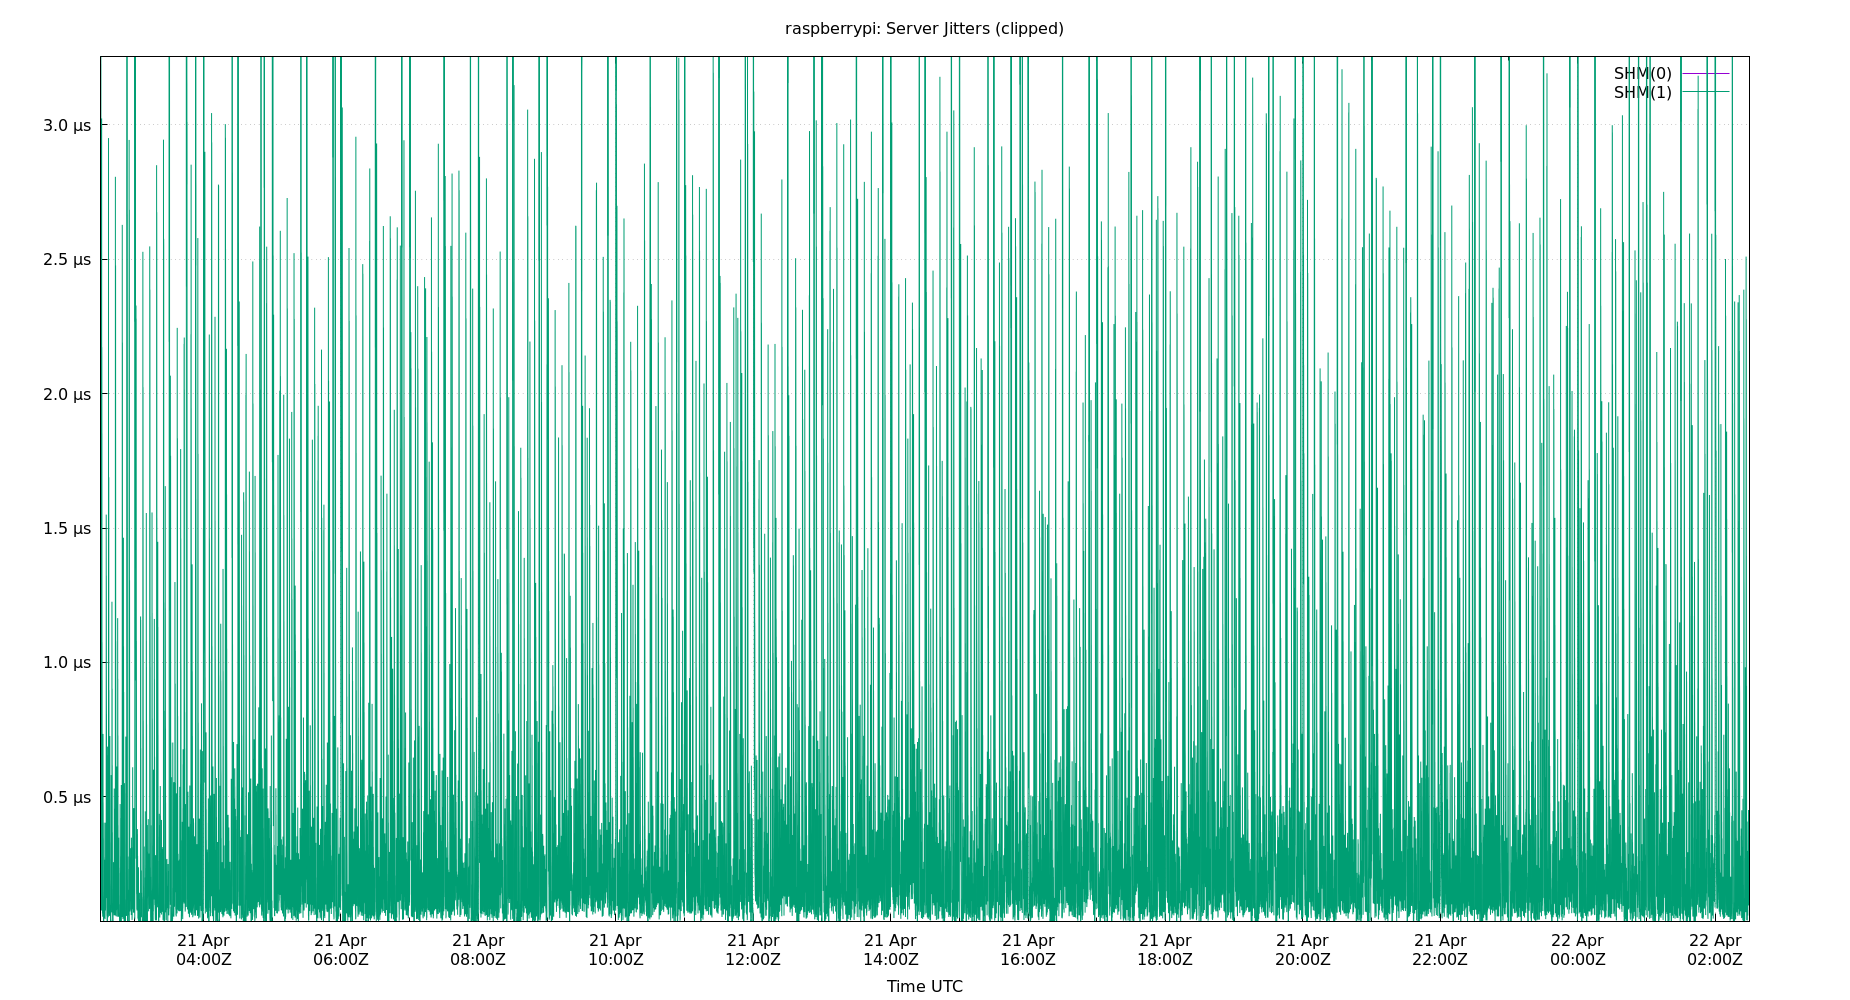 raspberrypi: Server Jitters (clipped)
SHM(0)
SHM(1)
3.0 µs
2.5 µs
2.0 µs
1.5 µs
1.0 µs
0.5 µs
21 Apr 21 Apr 21 Apr 21 Apr 21 Apr 21 Apr 21 Apr 21 Apr 21 Apr 21 Apr 22 Apr 22 Apr
04:00Z 06:00Z 08:00Z 10:00Z 12:00Z 14:00Z 16:00Z 18:00Z 20:00Z 22:00Z 00:00Z 02:00Z
Time UTC